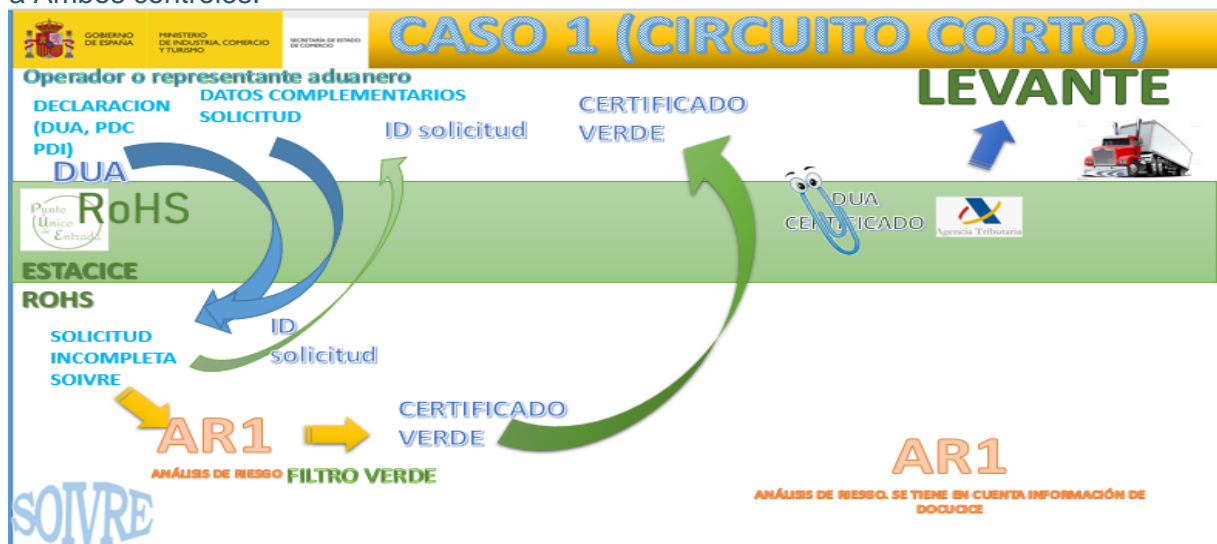 a Ambos controles.
GOBIERNO
DE ESPAÑA
MINISTERIO
DE INDUSTRIA, COMERCIO
Y TURISMO
SECRETARÍA DE ESTADO
DE COMERCIO
CASO 1 (CIRCUITO CORTO)
Operador o representante aduanero
LEVANTE
DECLARACION
(DUA, PDC
PDI)
DATOS COMPLEMENTARIOS
SOLICITUD
ID solicitud
CERTIFICADO
VERDE
DUA
Punto
Único
de Entrada
RoHS
DUA
CERTIFICADO
Agencia Tributaria
ESTACICE
ROHS
SOLICITUD
INCOMPLETA
SOIVRE
ID
solicitud
AR1
ANÁLISIS DE RIESGO
FILTRO VERDE
CERTIFICADO
VERDE
AR1
ANÁLISIS DE RIESGO. SE TIENE EN CUENTA INFORMACIÓN DE
DOCUCICE
SOIVRE